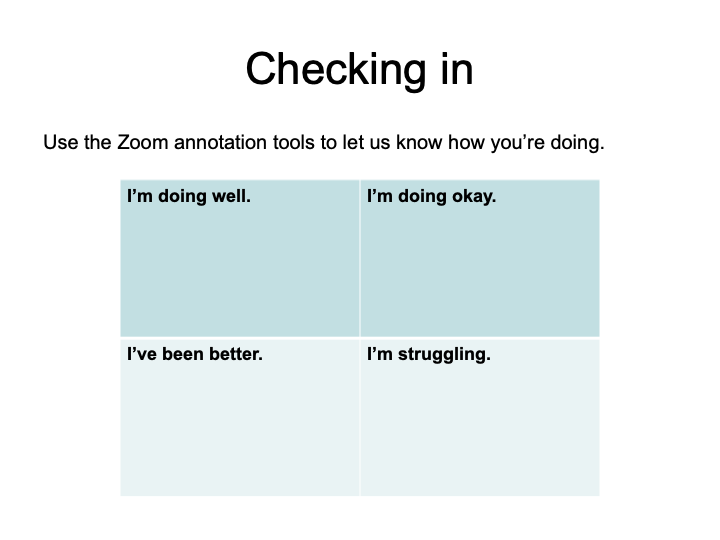 Checking in
Use the Zoom annotation tools to let us know how you’re doing.
I’m doing well.
I’m doing okay.
I’ve been better.
I’m struggling.